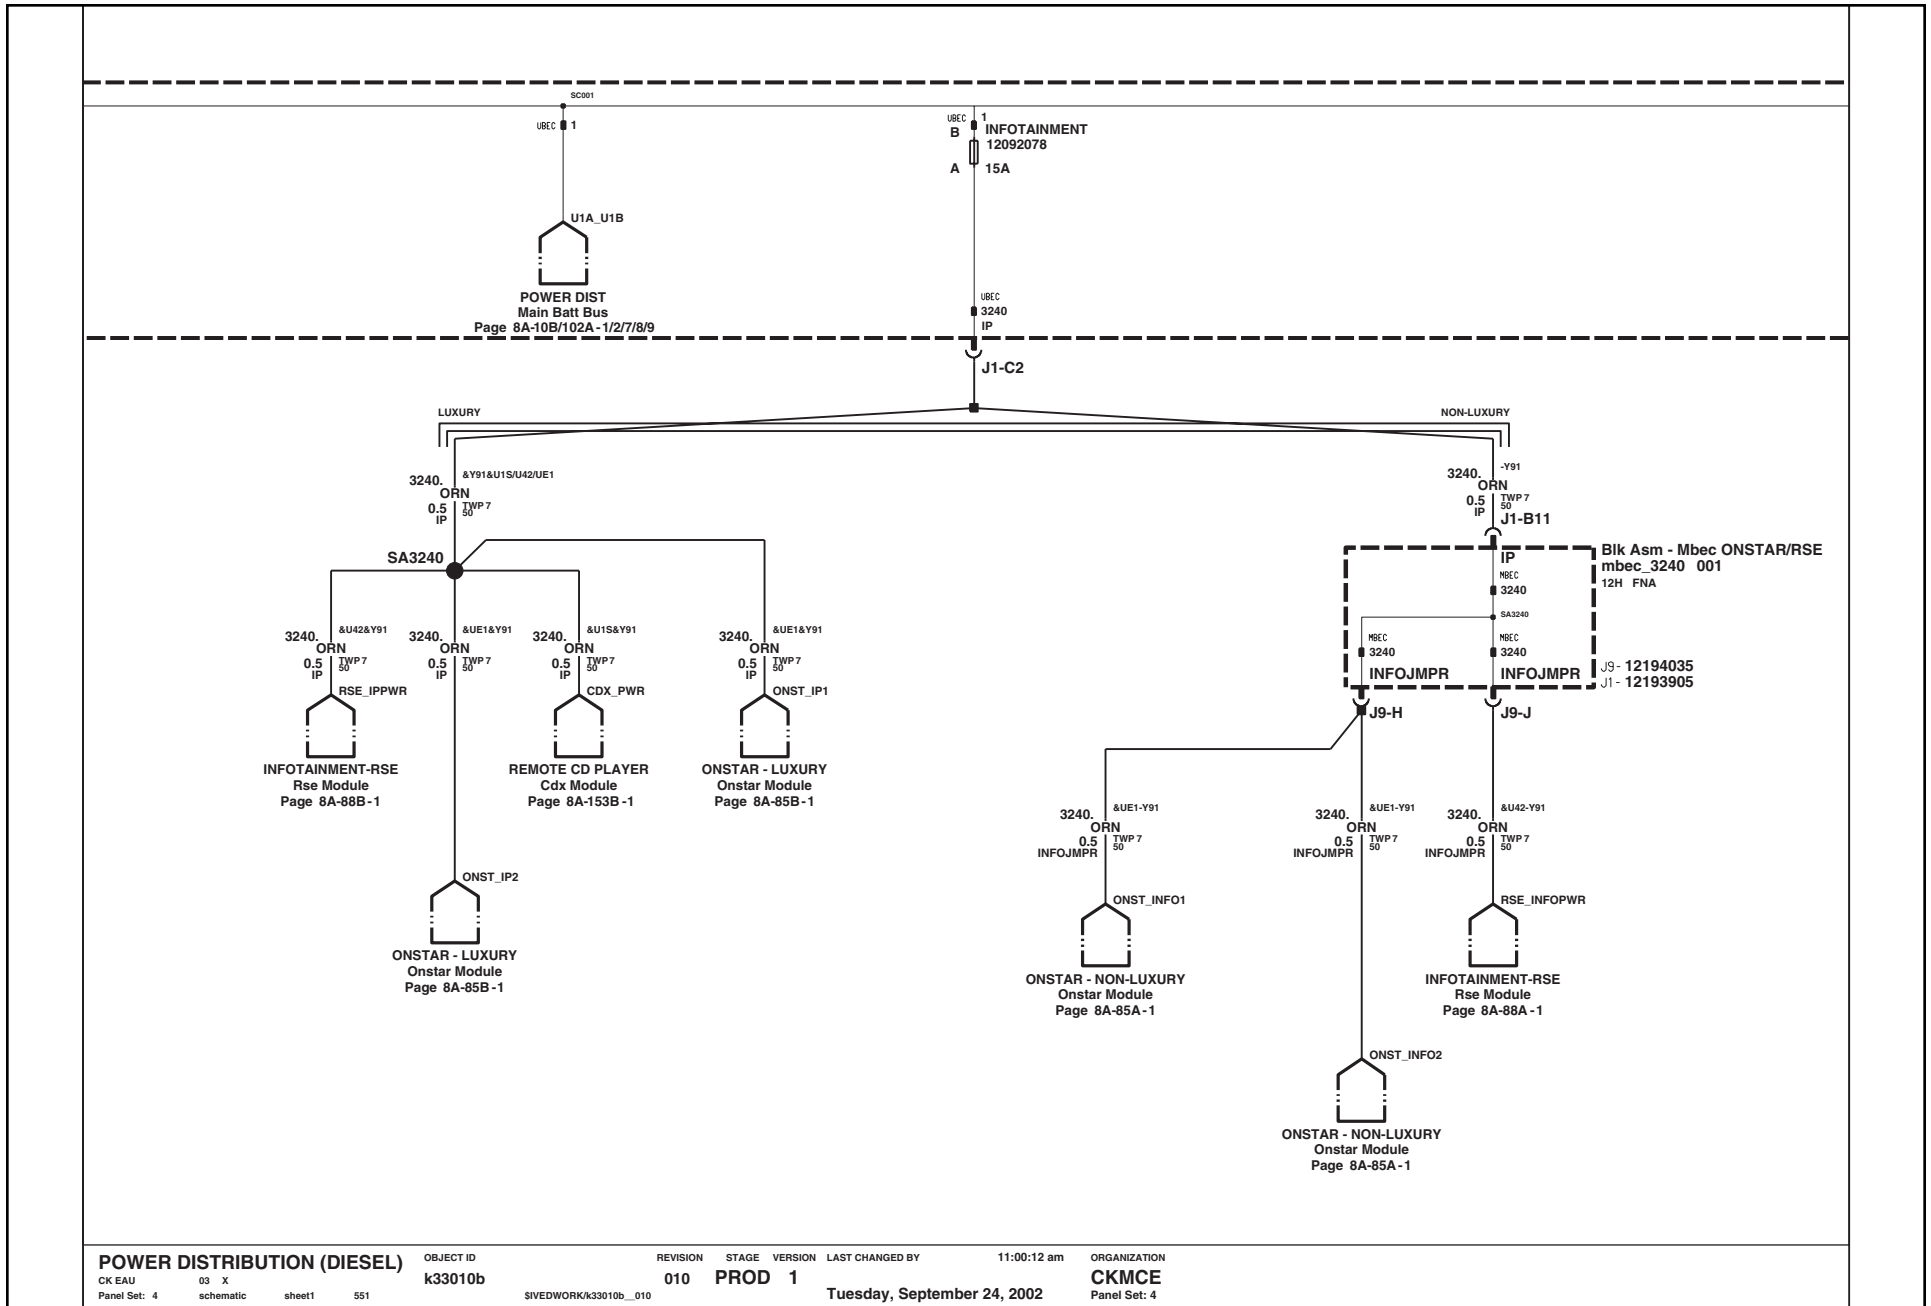 SC001
UBEC 1
UBEC 1
B INFOTAINMENT
12092078
A 15A
U1A_U1B
POWER DIST
Main Batt Bus
Page 8A-10B/102A-1/2/7/8/9
UBEC
3240
IP
J1-C2
LUXURY
NON-LUXURY
3240. &Y91&U1S/U42/UE1
ORN
0.5 TWP 7
IP 50
3240. -Y91
ORN
0.5 TWP 7
IP 50
J1-B11
SA3240
IP
MBEC
3240
SA3240
MBEC
3240
MBEC
3240
INFOJMPR
INFOJMPR
Blk Asm - Mbec ONSTAR/RSE
mbec_3240 001
12H FNA
J9- 12194035
J1- 12193905
J9-H
J9-J
3240. &U42&Y91
ORN
0.5 TWP 7
IP 50
RSE_IPPWR
INFOTAINMENT-RSE
Rse Module
Page 8A-88B-1
3240. &UE1&Y91
ORN
0.5 TWP 7
IP 50
3240. &U1S&Y91
ORN
0.5 TWP 7
IP 50
CDX_PWR
REMOTE CD PLAYER
Cdx Module
Page 8A-153B-1
3240. &UE1&Y91
ORN
0.5 TWP 7
IP 50
ONST_IP1
ONSTAR - LUXURY
Onstar Module
Page 8A-85B-1
ONST_IP2
ONSTAR - LUXURY
Onstar Module
Page 8A-85B-1
3240. &UE1-Y91
ORN
0.5 TWP 7
INFOJMPR 50
ONST_INFO1
ONSTAR - NON-LUXURY
Onstar Module
Page 8A-85A-1
3240. &UE1-Y91
ORN
0.5 TWP 7
INFOJMPR 50
3240. &U42-Y91
ORN
0.5 TWP 7
INFOJMPR 50
RSE_INFOPWR
INFOTAINMENT-RSE
Rse Module
Page 8A-88A-1
ONST_INFO2
ONSTAR - NON-LUXURY
Onstar Module
Page 8A-85A-1
POWER DISTRIBUTION (DIESEL) OBJECT ID REVISION STAGE VERSION LAST CHANGED BY 11:00:12 am ORGANIZATION
CK EAU 03 X k33010b 010 PROD 1 CKMCE
Panel Set: 4 schematic sheet1 551 $IVEDWORK/k33010b__010 Tuesday, September 24, 2002 Panel Set: 4